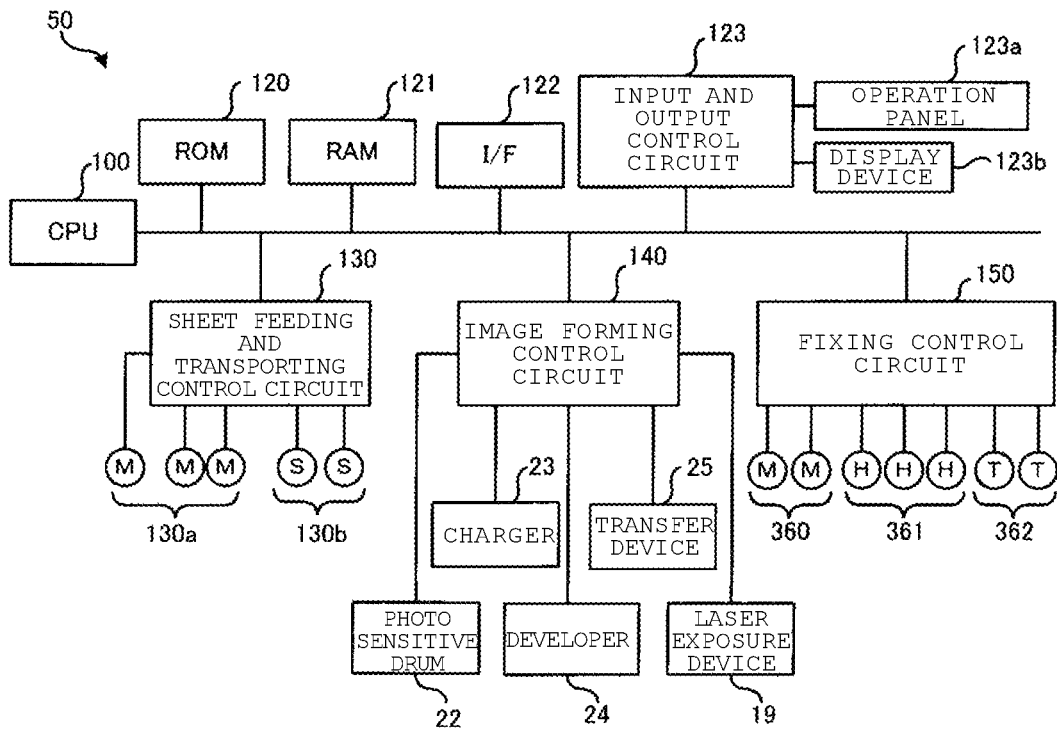 50
120
121
122
123
123a
ROM
RAM
I/F
INPUT AND
OUTPUT
CONTROL
CIRCUIT
OPERATION
PANEL
DISPLAY
DEVICE
123b
100
CPU
130
140
150
SHEET FEEDING
AND
TRANSPORTING
CONTROL CIRCUIT
IMAGE FORMING
CONTROL
CIRCUIT
FIXING CONTROL
CIRCUIT
M
M
M
S
S
M
M
H
H
H
T
T
130a
130b
23
25
360
361
362
CHARGER
TRANSFER
DEVICE
PHOTO
SENSITIVE
DRUM
DEVELOPER
LASER
EXPOSURE
DEVICE
22
24
19